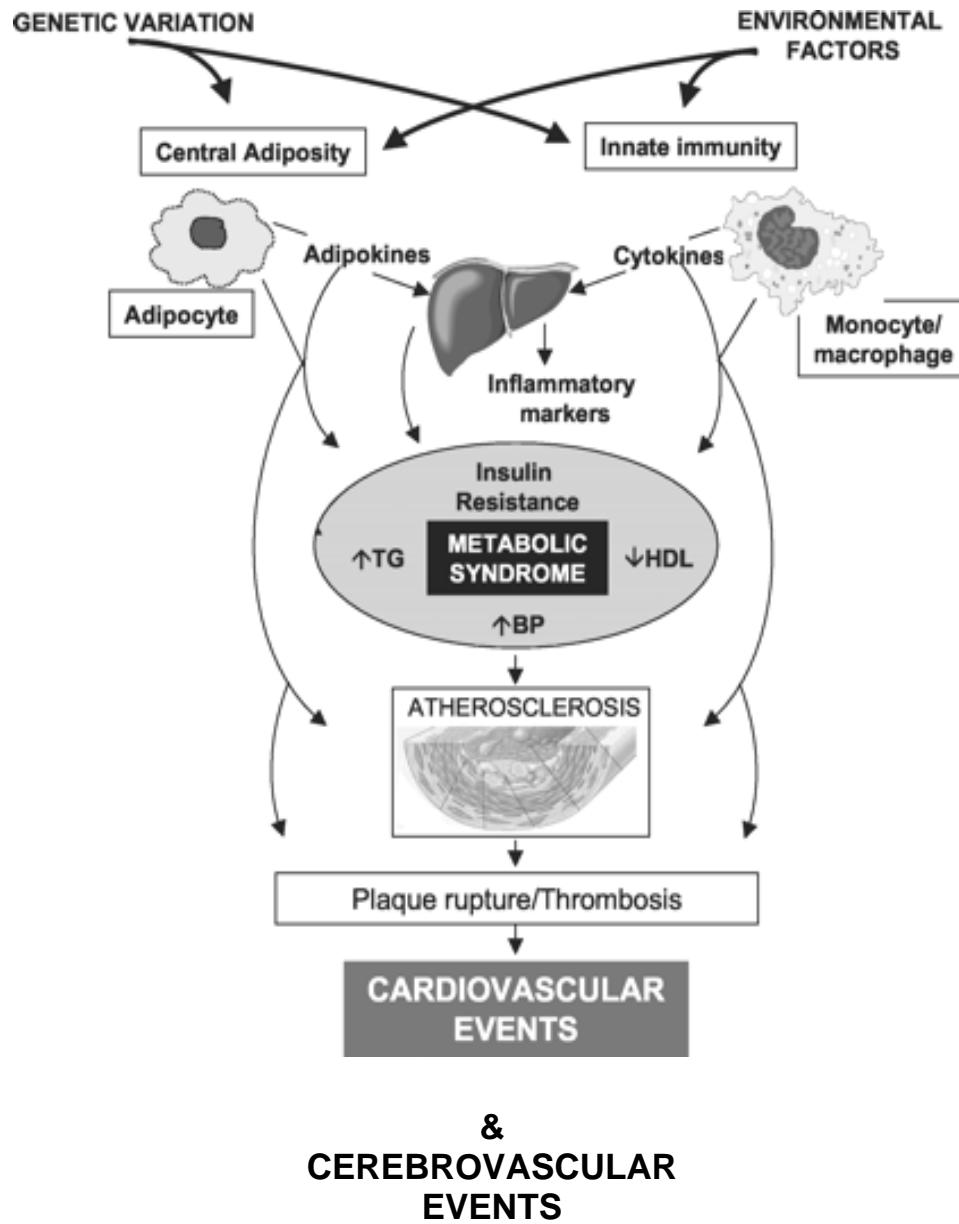 GENETIC VARIATION
ENVIRONMENTAL
FACTORS
Central Adiposity
Innate immunity
Adipokines
Cytokines
Adipocyte
Monocyte/
macrophage
Inflammatory
markers
Insulin
Resistance
↑TG
METABOLIC
SYNDROME
↓HDL
↑BP
ATHEROSCLEROSIS
Plaque rupture/Thrombosis
CARDIOVASCULAR
EVENTS
&
CEREBROVASCULAR
EVENTS